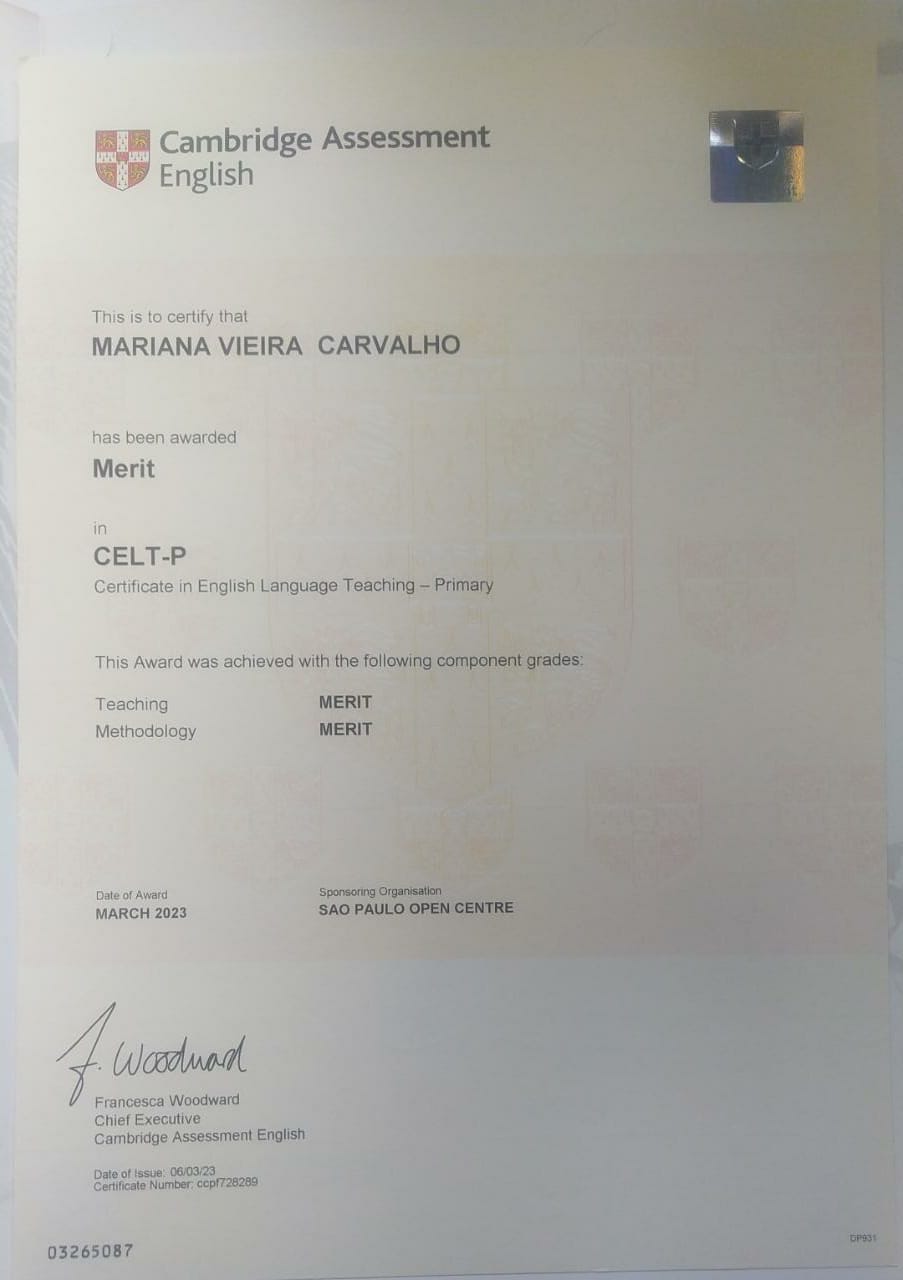 Cambridge Assessment
English
This is to certify that
MARIANA VIEIRA CARVALHO
has been awarded
Merit
in
CELT-P
Certificate in English Language Teaching – Primary
This Award was achieved with the following component grades:
Teaching MERIT
Methodology MERIT
Date of Award
MARCH 2023
Sponsoring Organisation
SAO PAULO OPEN CENTRE
F. Woodward
Francesca Woodward
Chief Executive
Cambridge Assessment English
Date of Issue: 06/03/23
Certificate Number: ccpf728289
03265087
DP931